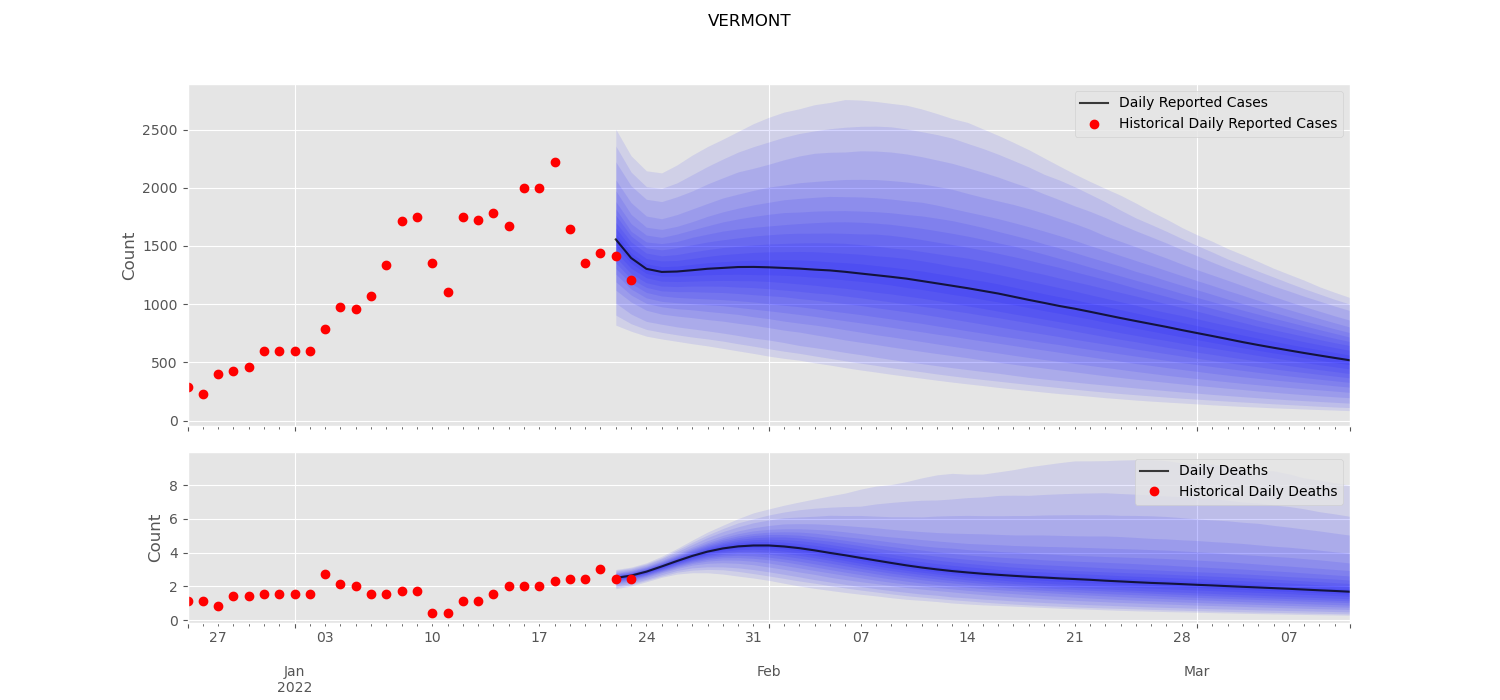 VERMONT
Daily Reported Cases
Historical Daily Reported Cases
2500
2000
1500
1000
500
0
Count
Daily Deaths
Historical Daily Deaths
8
6
4
2
0
Count
27 03 10 17 24 31 07 14 21 28 07
Jan Feb Mar
2022